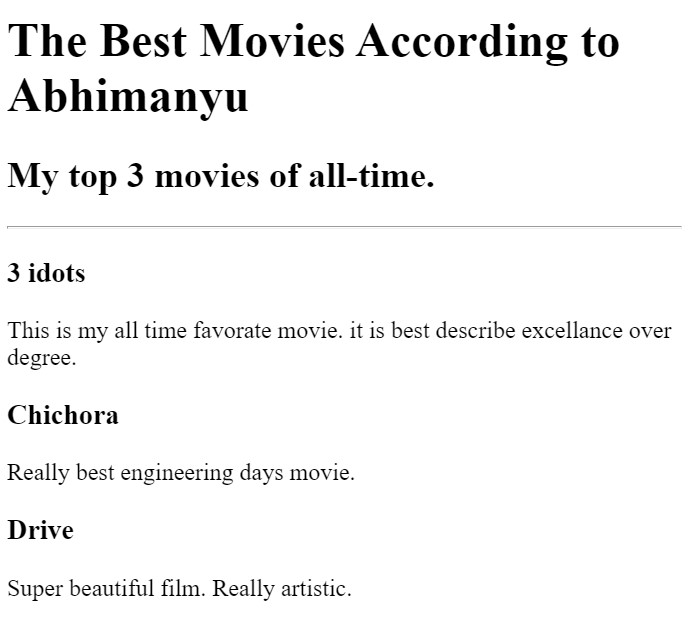 The Best Movies According to
Abhimanyu
My top 3 movies of all-time.
3 idots
This is my all time favorate movie. it is best describe excellance over
degree.
Chichora
Really best engineering days movie.
Drive
Super beautiful film. Really artistic.